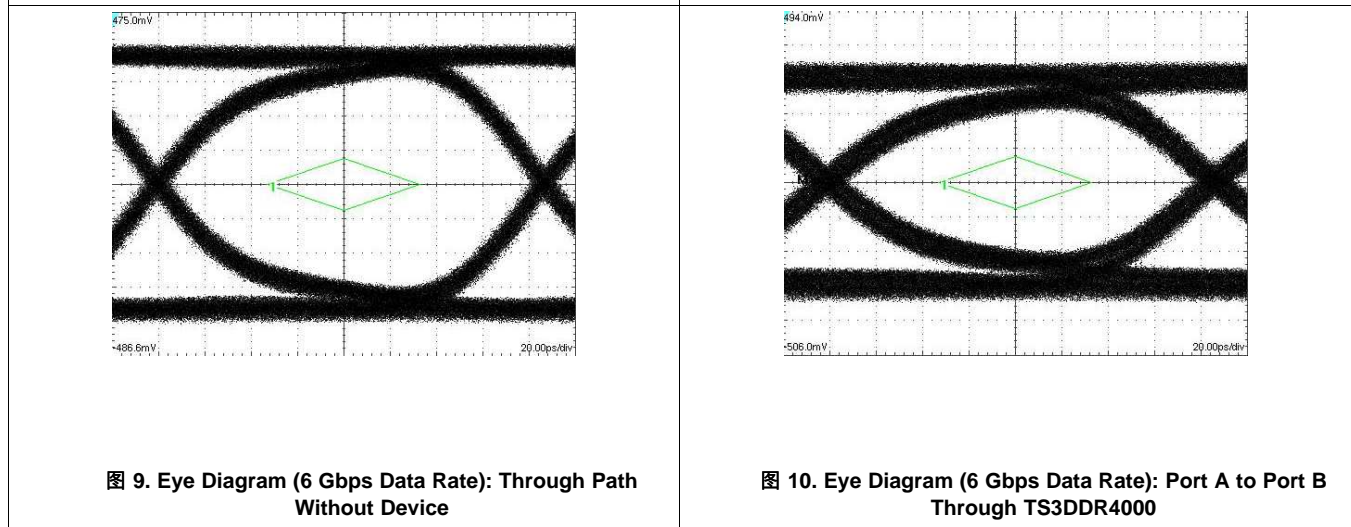 475.0mV
1
-486.6mV
20.00ps/div
图 9. Eye Diagram (6 Gbps Data Rate): Through Path
Without Device
494.0mV
1
-506.0mV
20.00ps/div
图 10. Eye Diagram (6 Gbps Data Rate): Port A to Port B
Through TS3DDR4000